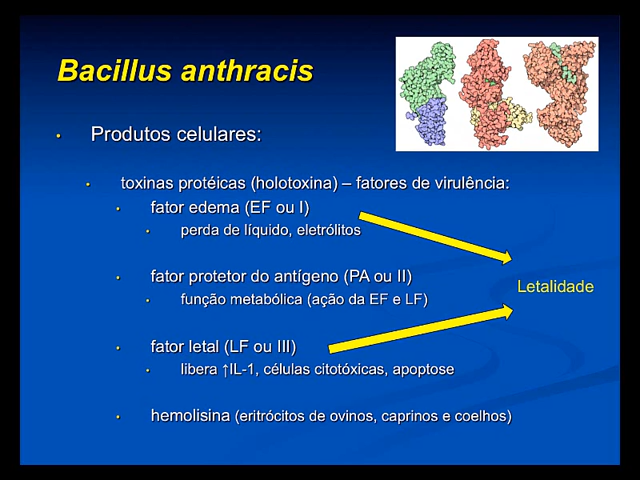 Bacillus anthracis
• Produtos celulares:
• toxinas protéicas (holotoxina) – fatores de virulência:
• fator edema (EF ou I)
• perda de líquido, eletrólitos
• fator protetor do antígeno (PA ou II)
• função metabólica (ação da EF e LF)
Letalidade
• fator letal (LF ou III)
• libera ↑IL-1, células citotóxicas, apoptose
• hemolisina (eritrócitos de ovinos, caprinos e coelhos)